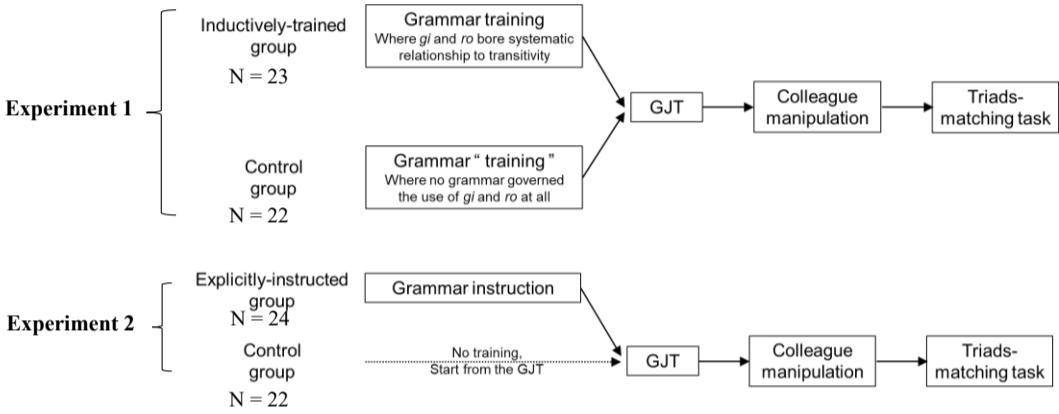 Experiment 1
Inductively-trained
group
N = 23
Grammar training
Where gi and ro bore systematic
relationship to transitivity
Control
group
N = 22
Grammar“ training ”
Where no grammar governed
the use of gi and ro at all
GJT
Colleague
manipulation
Triads-
matching task
Experiment 2
Explicitly-instructed
group
N = 24
Grammar instruction
Control
group
N = 22
No training,
Start from the GJT
GJT
Colleague
manipulation
Triads-
matching task